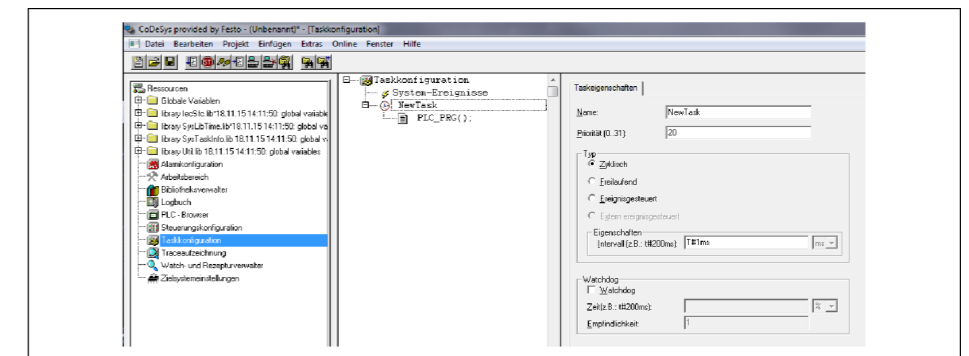 CoDeSys provided by Festo - (Unbenannt)* - [Taskkonfiguration]
Datei Bearbeiten Projekt Einfügen Extras Online Fenster Hilfe
Ressourcen
Globale Variablen
library Iecsfc.lib*18.11.15 14:11:50: global variable
library SysLibTime.lib*18.11.15 14:11:50: global va
library SysTaskInfo.lib 18.11.15 14:11:50: global v
library Util.lib 18.11.15 14:11:50: global variables
Alarmkonfiguration
Arbeitsbereich
Bibliotheksverwalter
Logbuch
PLC - Browser
Steuerungskonfiguration
Taskkonfiguration
Traceaufzeichnung
Watch- und Rezepturverwalter
Zielsystemeinstellungen
Taskkonfiguration
System-Ereignisse
NewTask
PLC_PRG();
Taskeigenschaften
Name: NewTask
Priorität (0..31): 20
Typ
Zyklisch
Freilaufend
Ereignisgesteuert
Extern ereignisgesteuert
Eigenschaften
Intervall (z.B.: t#200ms): T#1ms ms
Watchdog
Watchdog
Zeit(z.B.: t#200ms): %
Empfindlichkeit: 1